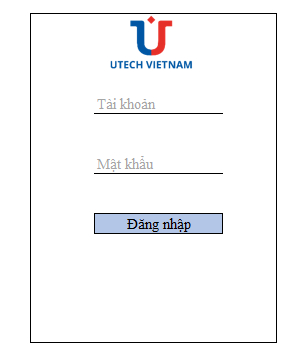 UTECH VIETNAM
Tài khoản
Mật khẩu
Đăng nhập